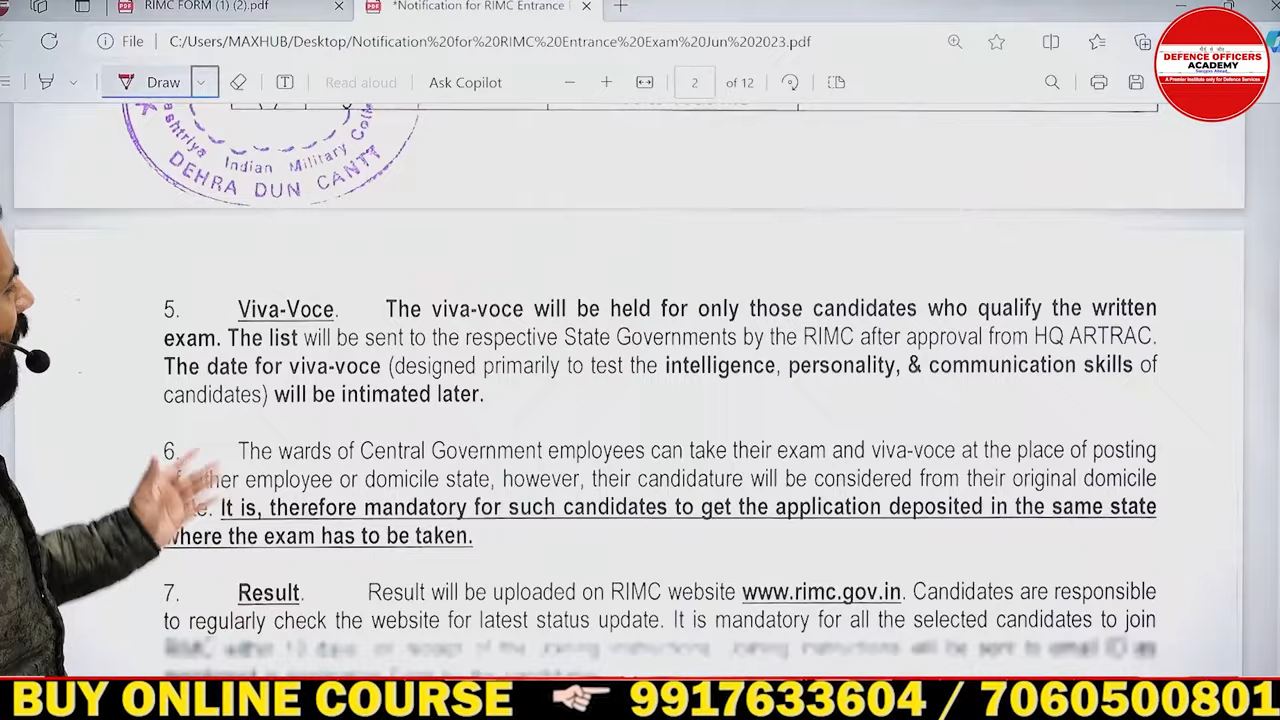 RIMC FORM (1) (2).pdf
*Notification for RIMC Entrance
File C:/Users/MAXHUB/Desktop/Notification%20for%20RIMC%20Entrance%20Exam%20Jun%202023.pdf
Draw Read aloud Ask 2 of 12
DEFENCE OFFICERS
ACADEMY
A Premier Institute only for Defence Services
Indian Military
DEHRA DUN CANTT
5. Viva-Voce. The viva-voce will be held for only those candidates who qualify the written
exam. The list will be sent to the respective State Governments by the RIMC after approval from HQ ARTRAC.
The date for viva-voce (designed primarily to test the intelligence, personality, & communication skills of
candidates) will be intimated later.
6. The wards of Central Government employees can take their exam and viva-voce at the place of posting
employee or domicile state, however, their candidature will be considered from their original domicile
It is, therefore mandatory for such candidates to get the application deposited in the same state
where the exam has to be taken.
7. Result. Result will be uploaded on RIMC website www.rimc.gov.in. Candidates are responsible
to regularly check the website for latest status update. It is mandatory for all the selected candidates to join
BUY ONLINE COURSE 9917633604 / 7060500801